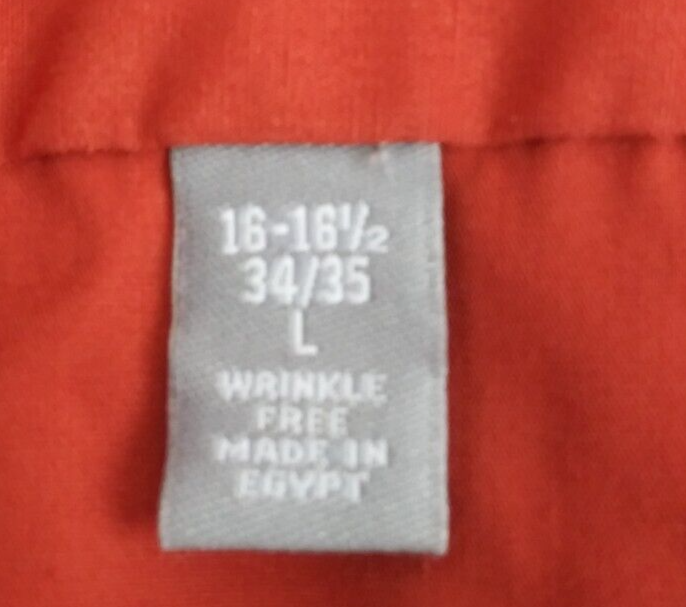 16-16½
34/35
L
WRINKLE
FREE
MADE IN
EGYPT